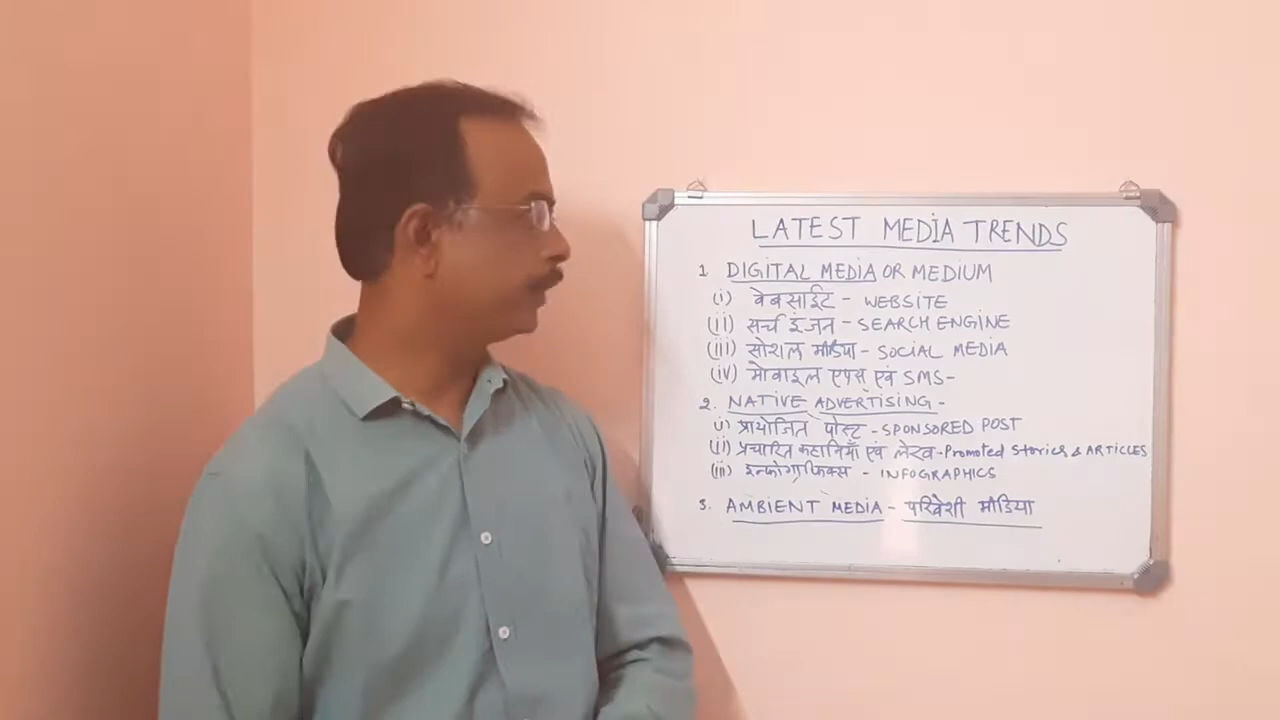 LATEST MEDIA TRENDS
1. DIGITAL MEDIA OR MEDIUM
(i) वेबसाईट - WEBSITE
(ii) सर्च इंजन - SEARCH ENGINE
(iii) सोशल मीडिया - SOCIAL MEDIA
(iv) मोबाइल एप्स एवं SMS-
2. NATIVE ADVERTISING -
(i) प्रायोजित पोस्ट - SPONSORED POST
(ii) प्रचारित कहानियाँ एवं लेख - Promoted Stories & ARTICLES
(iii) इन्फोग्राफिक्स - INFOGRAPHICS
3. AMBIENT MEDIA - परिवेशी मीडिया